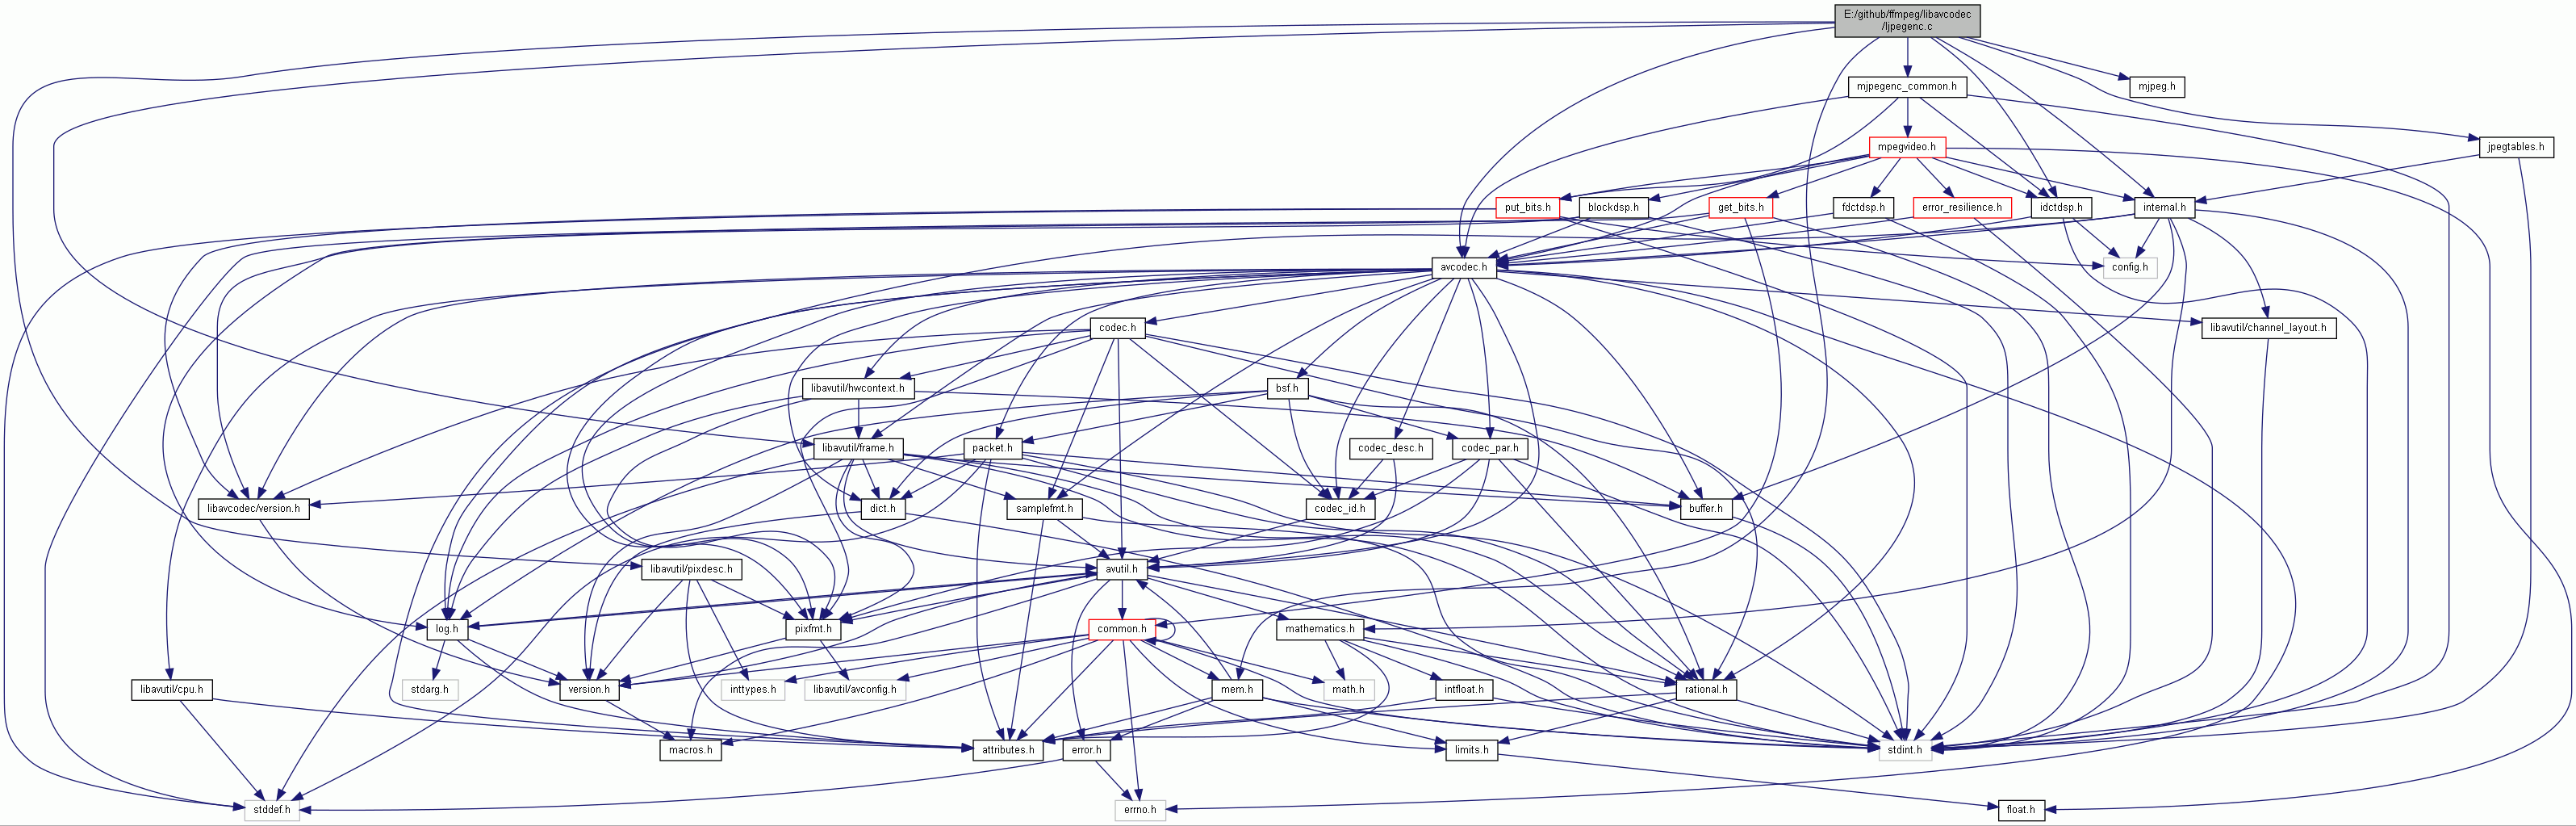 E:/github/ffmpeg/libavcodec
/ljpegenc.c
mjpegenc_common.h
mjpeg.h
mpegvideo.h
jpegtables.h
put_bits.h
blockdsp.h
get_bits.h
fdctdsp.h
error_resilience.h
idctdsp.h
internal.h
avcodec.h
config.h
codec.h
libavutil/channel_layout.h
libavutil/hwcontext.h
bsf.h
libavutil/frame.h
packet.h
codec_desc.h
codec_par.h
libavcodec/version.h
dict.h
samplefmt.h
codec_id.h
buffer.h
libavutil/pixdesc.h
avutil.h
log.h
pixfmt.h
common.h
mathematics.h
libavutil/cpu.h
stdarg.h
version.h
inttypes.h
libavutil/avconfig.h
mem.h
math.h
intfloat.h
rational.h
macros.h
attributes.h
error.h
limits.h
stdint.h
stddef.h
errno.h
float.h